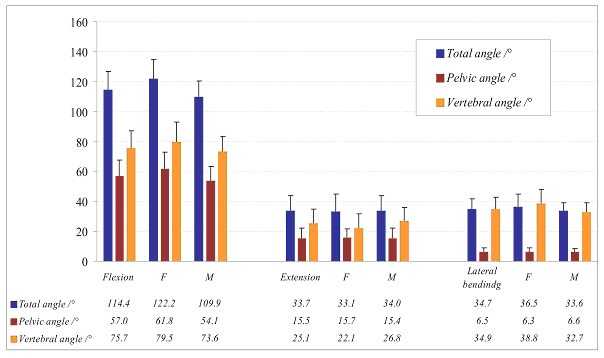 160
140
120
100
80
60
40
20
0
Total angle /°
Pelvic angle /°
Vertebral angle /°
Flexion F M Extension F M Lateral bendindg F M
Total angle /° 114.4 122.2 109.9 33.7 33.1 34.0 34.7 36.5 33.6
Pelvic angle /° 57.0 61.8 54.1 15.5 15.7 15.4 6.5 6.3 6.6
Vertebral angle /° 75.7 79.5 73.6 25.1 22.1 26.8 34.9 38.8 32.7